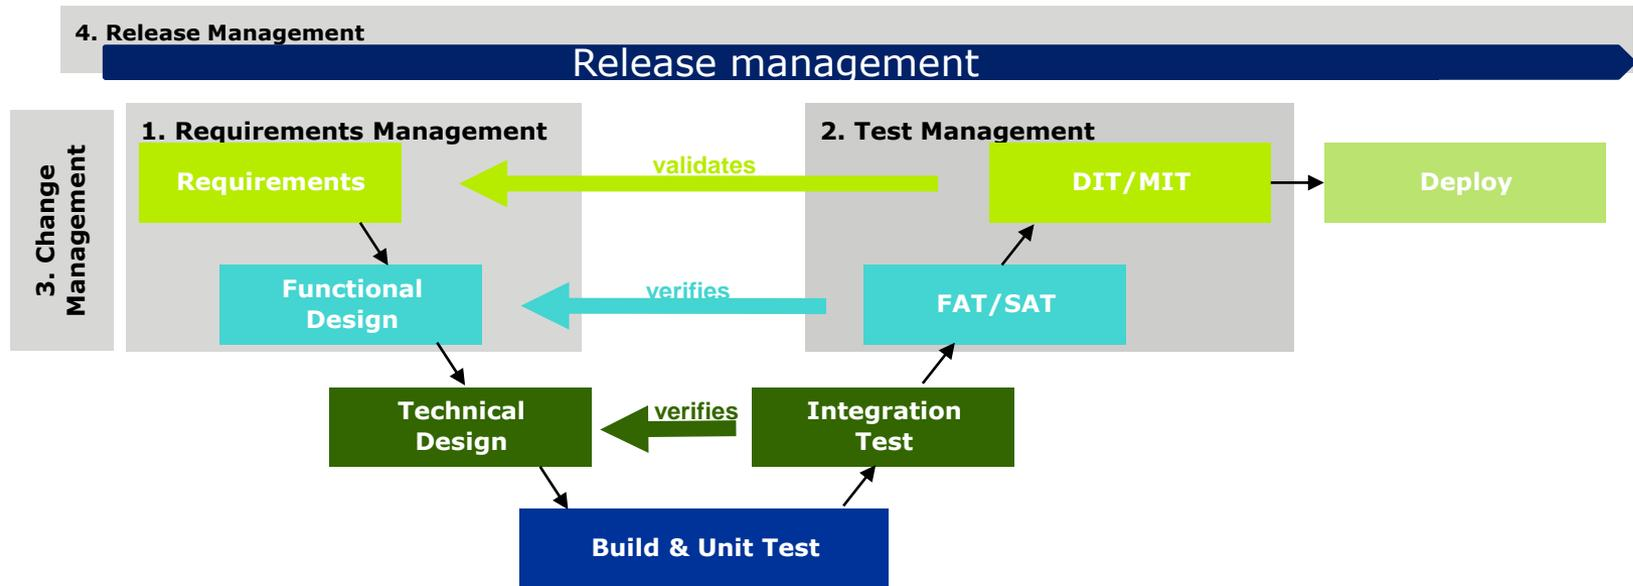 4. Release Management
Release management
1. Requirements Management
2. Test Management
3. Change
Management
Requirements
validates
DIT/MIT
Deploy
Functional
Design
verifies
FAT/SAT
Technical
Design
verifies
Integration
Test
Build & Unit Test